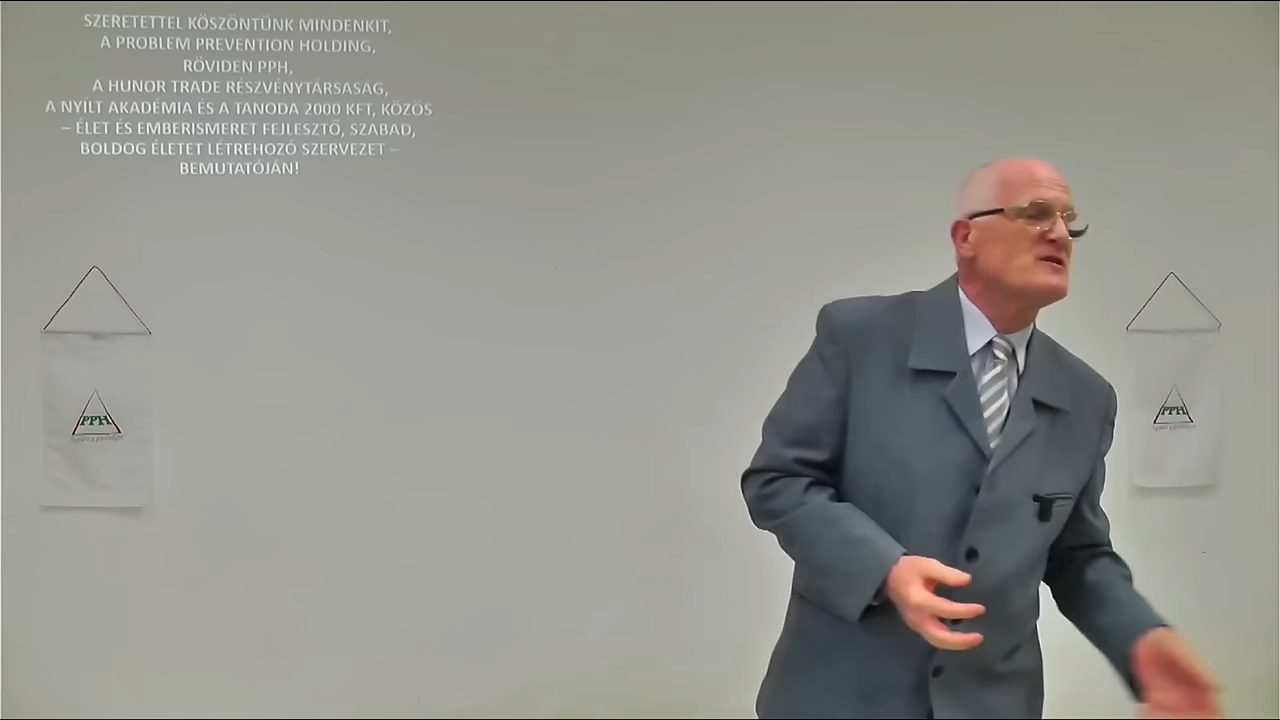 SZERETETTEL KÖSZÖNTÜNK MINDENKIT,
A PROBLEM PREVENTION HOLDING,
RÖVIDEN PPH,
A HUNOR TRADE RÉSZVÉNYTÁRSASÁG,
A NYÍLT AKADÉMIA ÉS A TANODA 2000 KFT, KÖZÖS
– ÉLET ÉS EMBERISMERET FEJLESZTŐ, SZABAD,
BOLDOG ÉLETET LÉTREHOZÓ SZERVEZET –
BEMUTATÓJÁN!
PPH
PPH